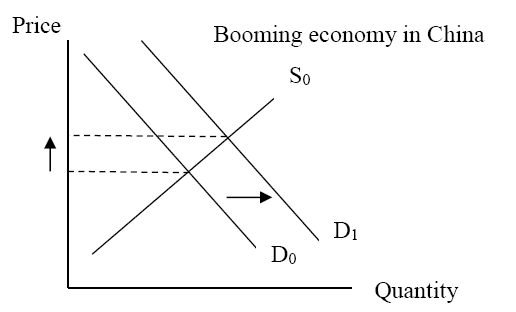 Price
Booming economy in China
S0
D1
D0
Quantity